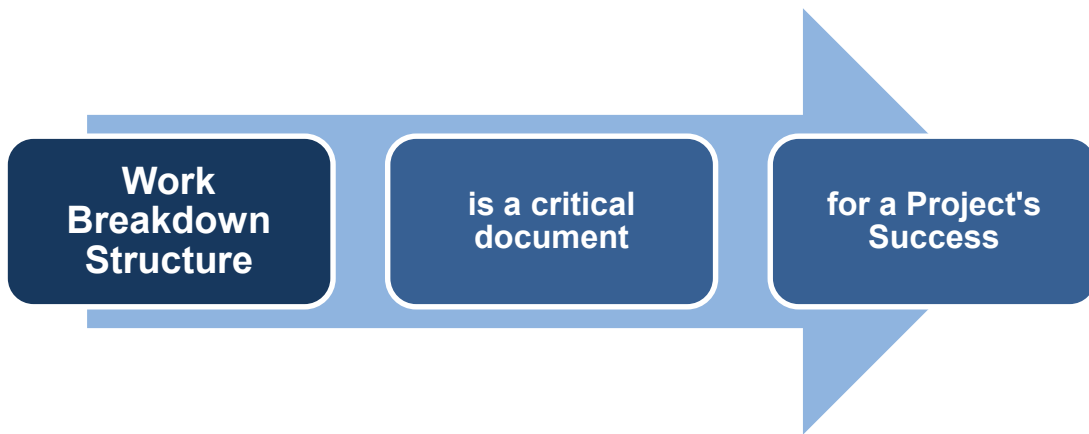 Work
Breakdown
Structure
is a critical
document
for a Project's
Success